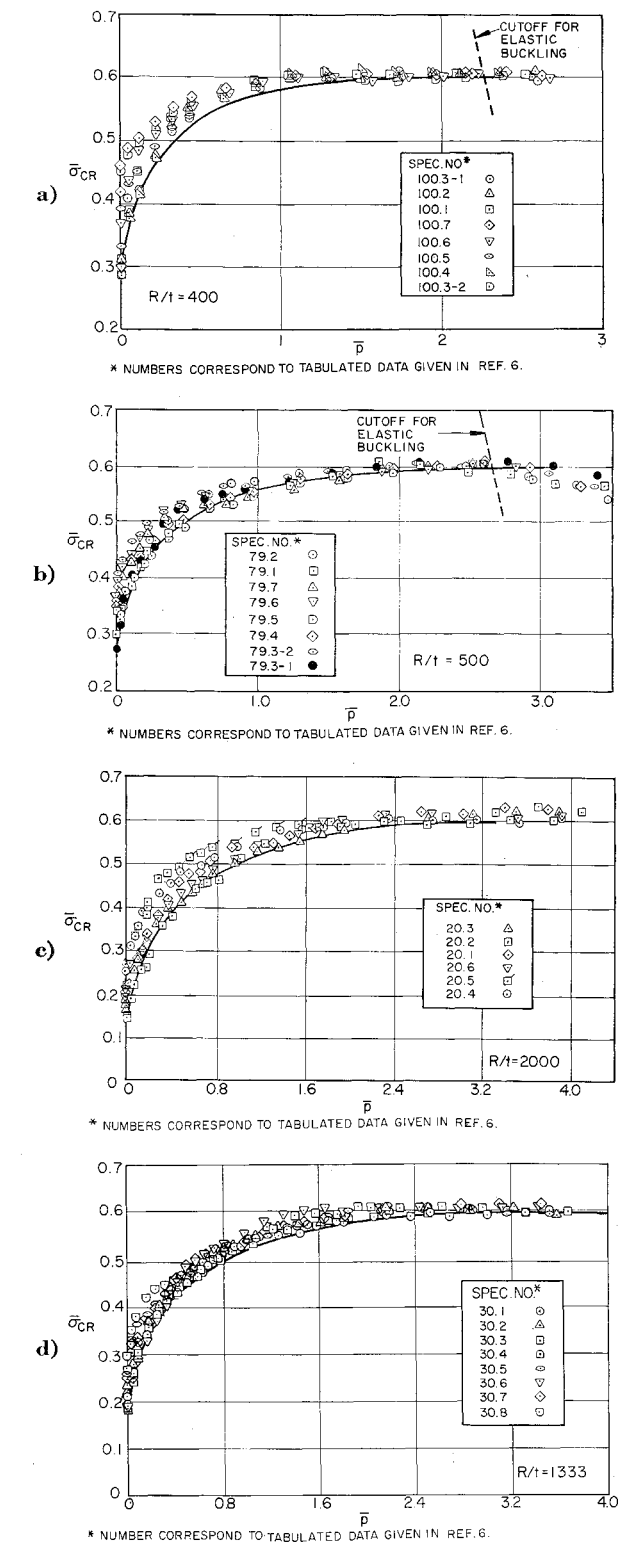 a)
0.7
0.6
0.5
σ̄CR
0.4
0.3
0.2
0
1
2
3
p̄
CUTOFF FOR
ELASTIC
BUCKLING
SPEC. NO*
100.3-1
100.2
100.1
100.7
100.6
100.5
100.4
100.3-2
R/t = 400
* NUMBERS CORRESPOND TO TABULATED DATA GIVEN IN REF. 6.
b)
0.7
0.6
0.5
σ̄CR
0.4
0.3
0.2
0
1.0
2.0
3.0
p̄
CUTOFF FOR
ELASTIC
BUCKLING
SPEC. NO.*
79.2
79.1
79.7
79.6
79.5
79.4
79.3-2
79.3-1
R/t = 500
* NUMBERS CORRESPOND TO TABULATED DATA GIVEN IN REF. 6.
c)
0.7
0.6
0.5
σ̄CR
0.4
0.3
0.2
0.1
0
0
0.8
1.6
2.4
3.2
4.0
p̄
SPEC. NO.*
20.3
20.2
20.1
20.6
20.5
20.4
R/t=2000
* NUMBERS CORRESPOND TO TABULATED DATA GIVEN IN REF. 6.
d)
0.7
0.6
0.5
0.4
σ̄CR
0.3
0.2
0.1
0
0
0.8
1.6
2.4
3.2
4.0
p̄
SPEC. NO.*
30.1
30.2
30.3
30.4
30.5
30.6
30.7
30.8
R/t=1333
* NUMBER CORRESPOND TO TABULATED DATA GIVEN IN REF. 6.